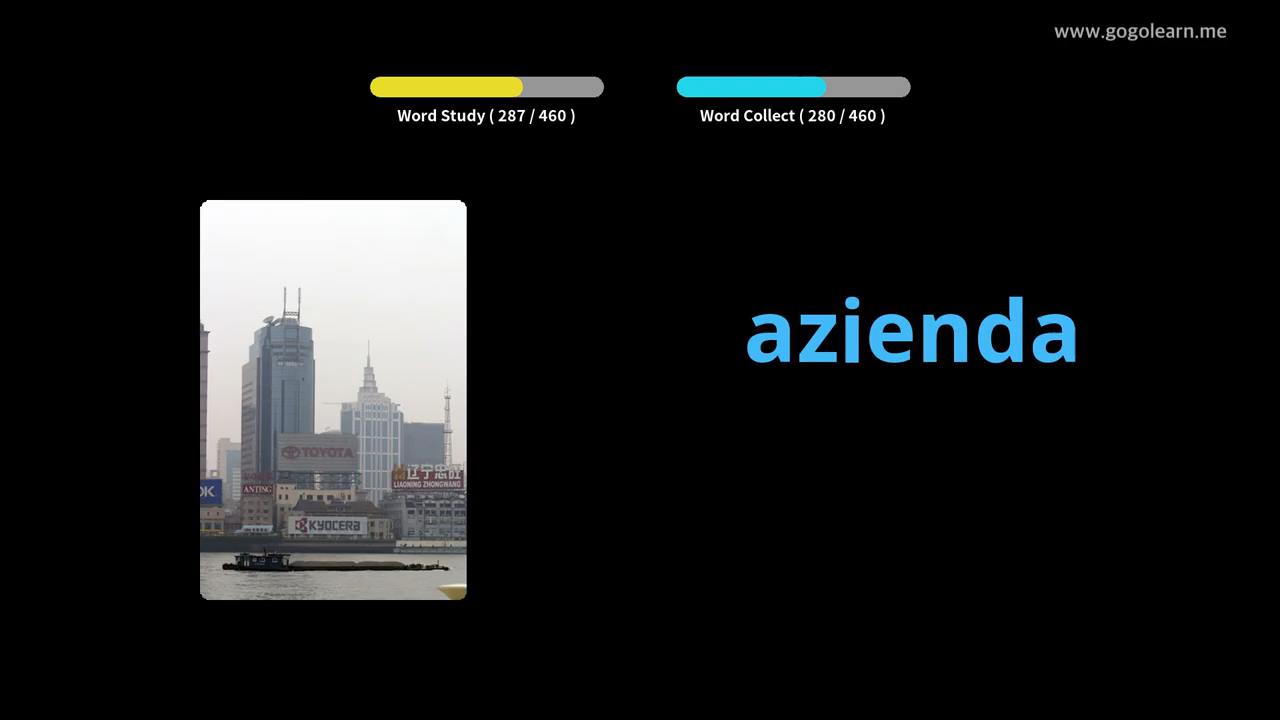 www.gogolearn.me
Word Study ( 287 / 460 )
Word Collect ( 280 / 460 )
azienda
TOYOTA
辽宁忠旺
LIAONING ZHONGWANG
OK
ANTING
KYOCERA